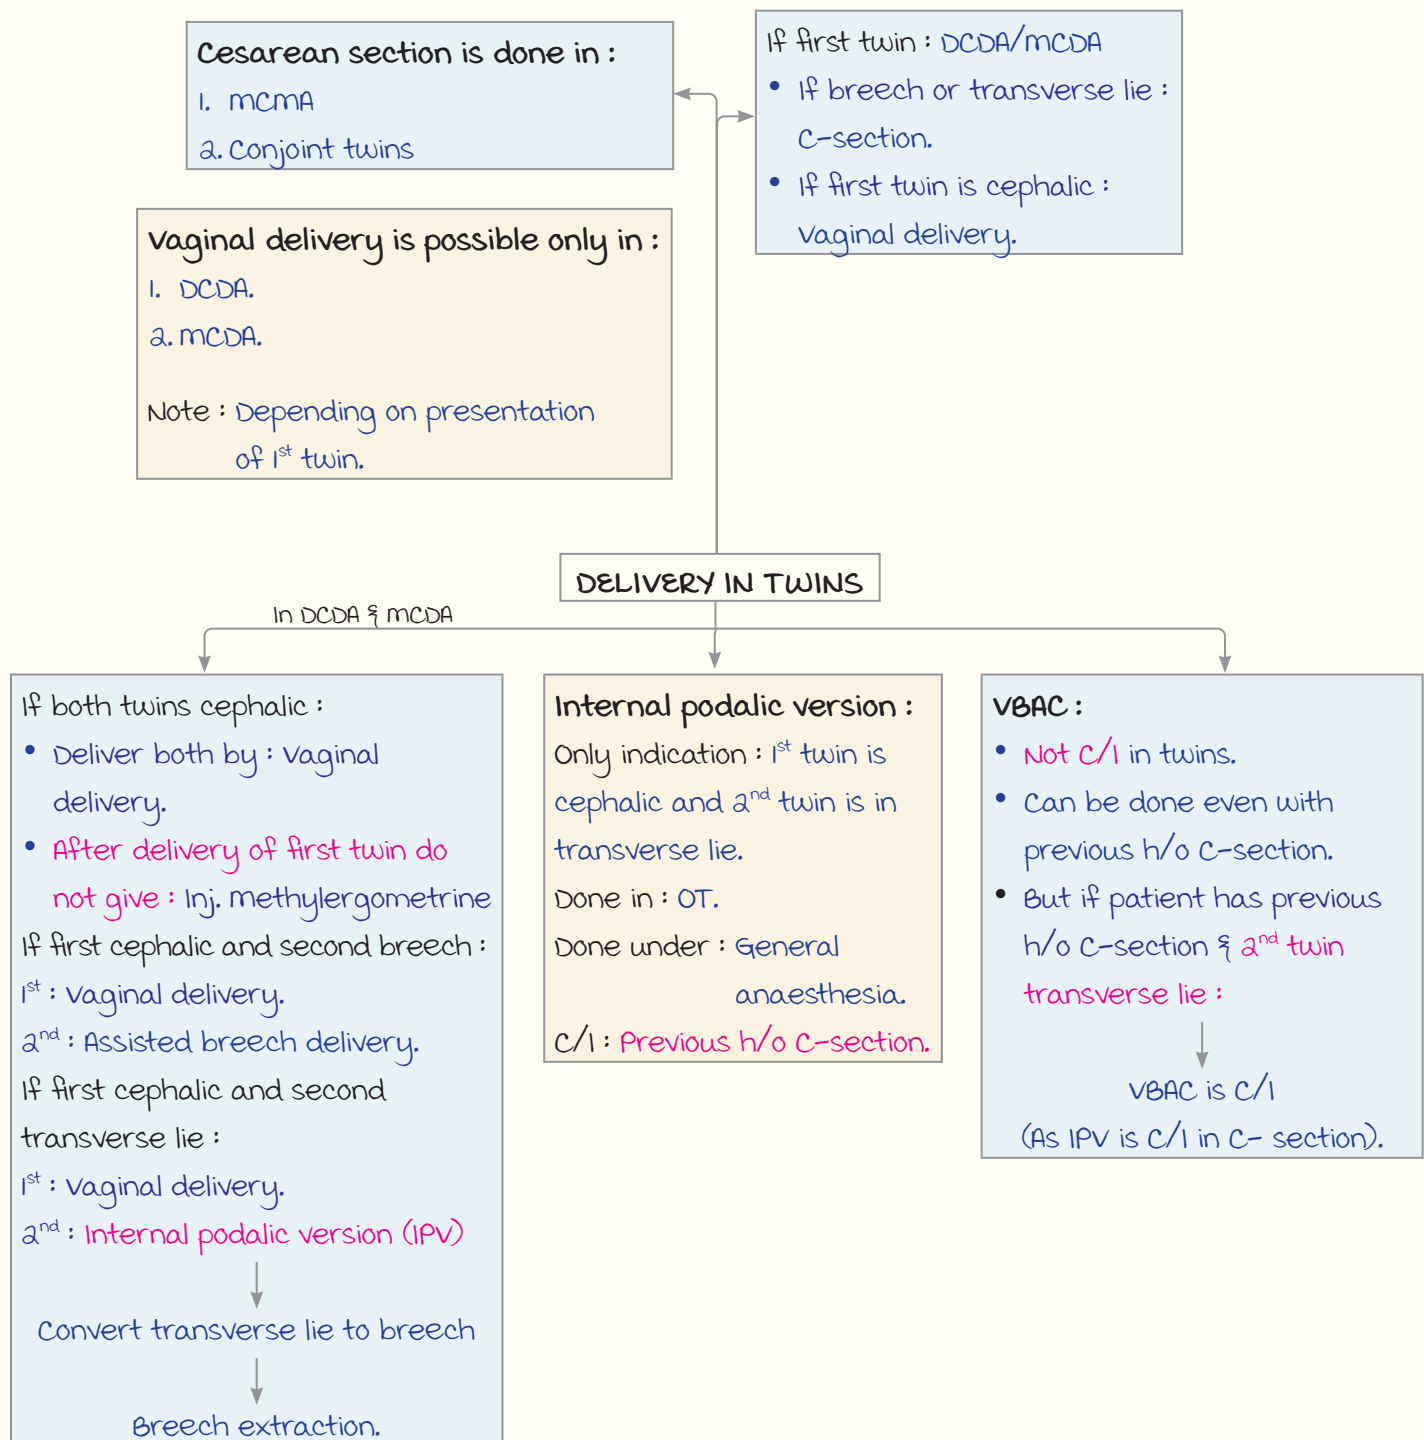 Cesarean section is done in :
1. MCMA
2. Conjoint twins
If first twin : DCDA/MCDA
• If breech or transverse lie :
C-section.
• If first twin is cephalic :
Vaginal delivery.
Vaginal delivery is possible only in :
1. DCDA.
2. MCDA.
Note : Depending on presentation
of 1st twin.
DELIVERY IN TWINS
In DCDA & MCDA
If both twins cephalic :
• Deliver both by : Vaginal
delivery.
• After delivery of first twin do
not give : Inj. methylergometrine
If first cephalic and second breech :
1st : Vaginal delivery.
2nd : Assisted breech delivery.
If first cephalic and second
transverse lie :
1st : Vaginal delivery.
2nd : Internal podalic version (IPV)
Convert transverse lie to breech
Breech extraction.
Internal podalic version :
Only indication : 1st twin is
cephalic and 2nd twin is in
transverse lie.
Done in : OT.
Done under : General
anaesthesia.
C/I : Previous h/o C-section.
VBAC :
• Not C/I in twins.
• Can be done even with
previous h/o C-section.
• But if patient has previous
h/o C-section & 2nd twin
transverse lie :
VBAC is C/I
(As IPV is C/I in C- section).